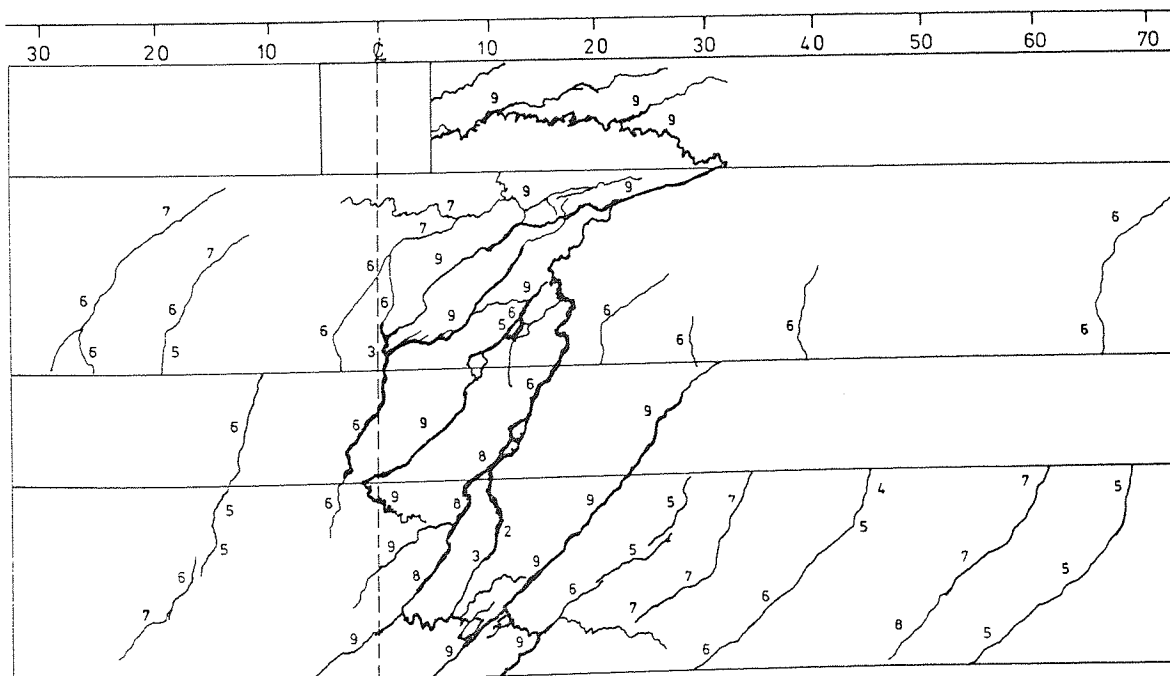 30 20 10 ℄ 10 20 30 40 50 60 70
9
9 9
9
9
7 7 9
7
6 9
6 6 6
6 9 9 6
6 7 5 6
6 5 3 6 6 6
6 9 6 9
6
8
9 8 9 5 7 4 7 5
6 5 2 5
9 5
5 3 9 7 5
6 8 6 7 6
7 7 8 5
9 9 9 6